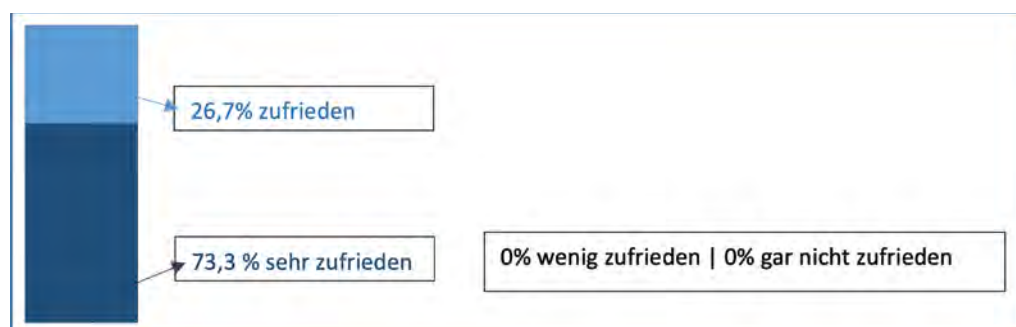 26,7% zufrieden
73,3 % sehr zufrieden
0% wenig zufrieden | 0% gar nicht zufrieden